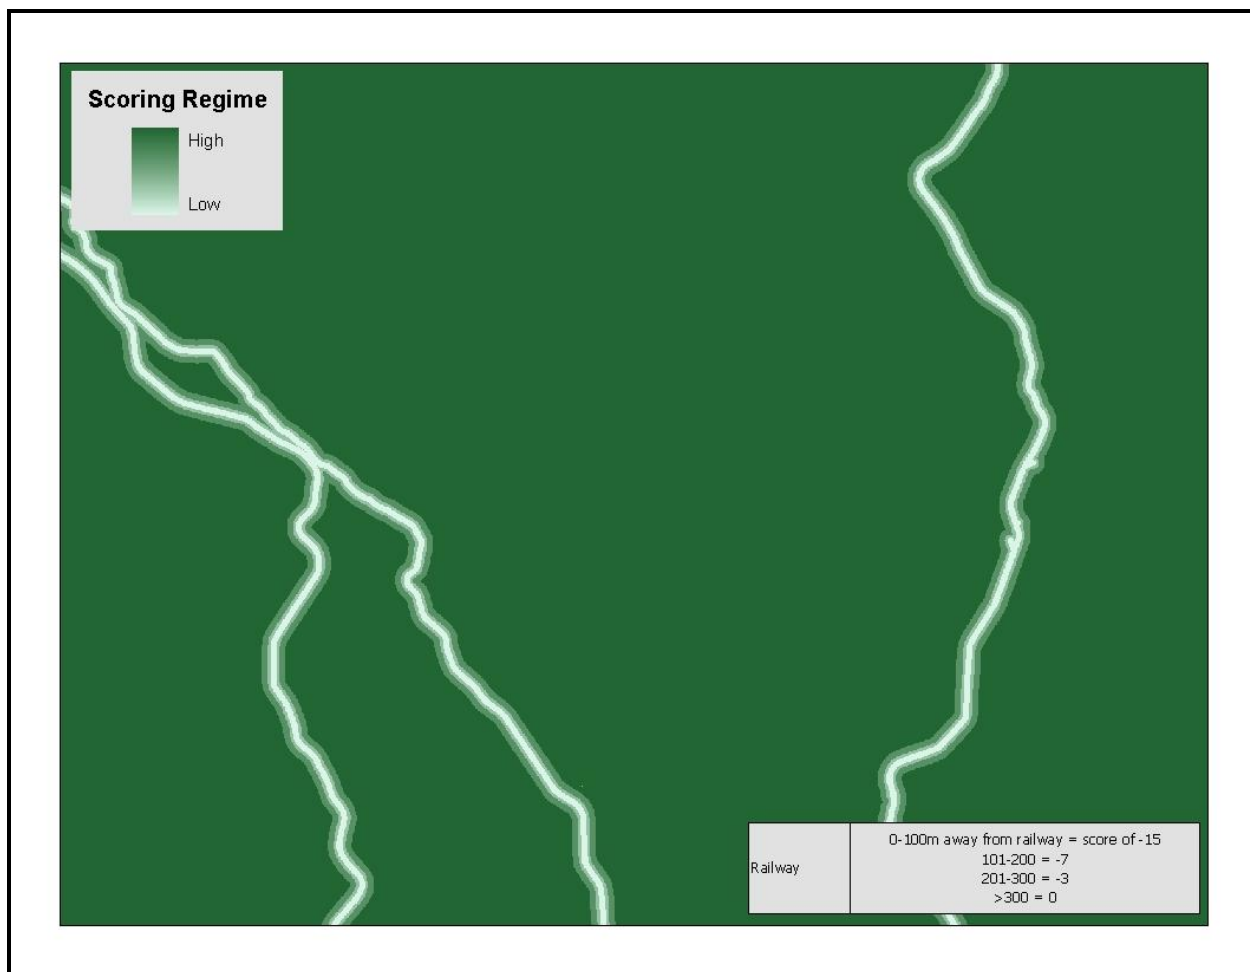 Scoring Regime
High
Low
Railway
0-100m away from railway = score of -15
101-200 = -7
201-300 = -3
>300 = 0